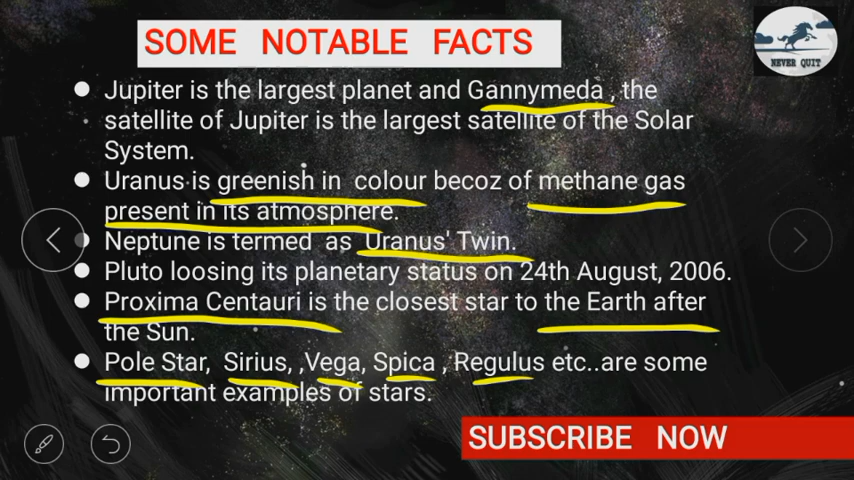 SOME NOTABLE FACTS
NEVER QUIT
Jupiter is the largest planet and Gannymeda , the
satellite of Jupiter is the largest satellite of the Solar
System.
Uranus is greenish in colour becoz of methane gas
present in its atmosphere.
Neptune is termed as Uranus' Twin.
Pluto loosing its planetary status on 24th August, 2006.
Proxima Centauri is the closest star to the Earth after
the Sun.
Pole Star, Sirius, ,Vega, Spica , Regulus etc..are some
important examples of stars.
SUBSCRIBE NOW